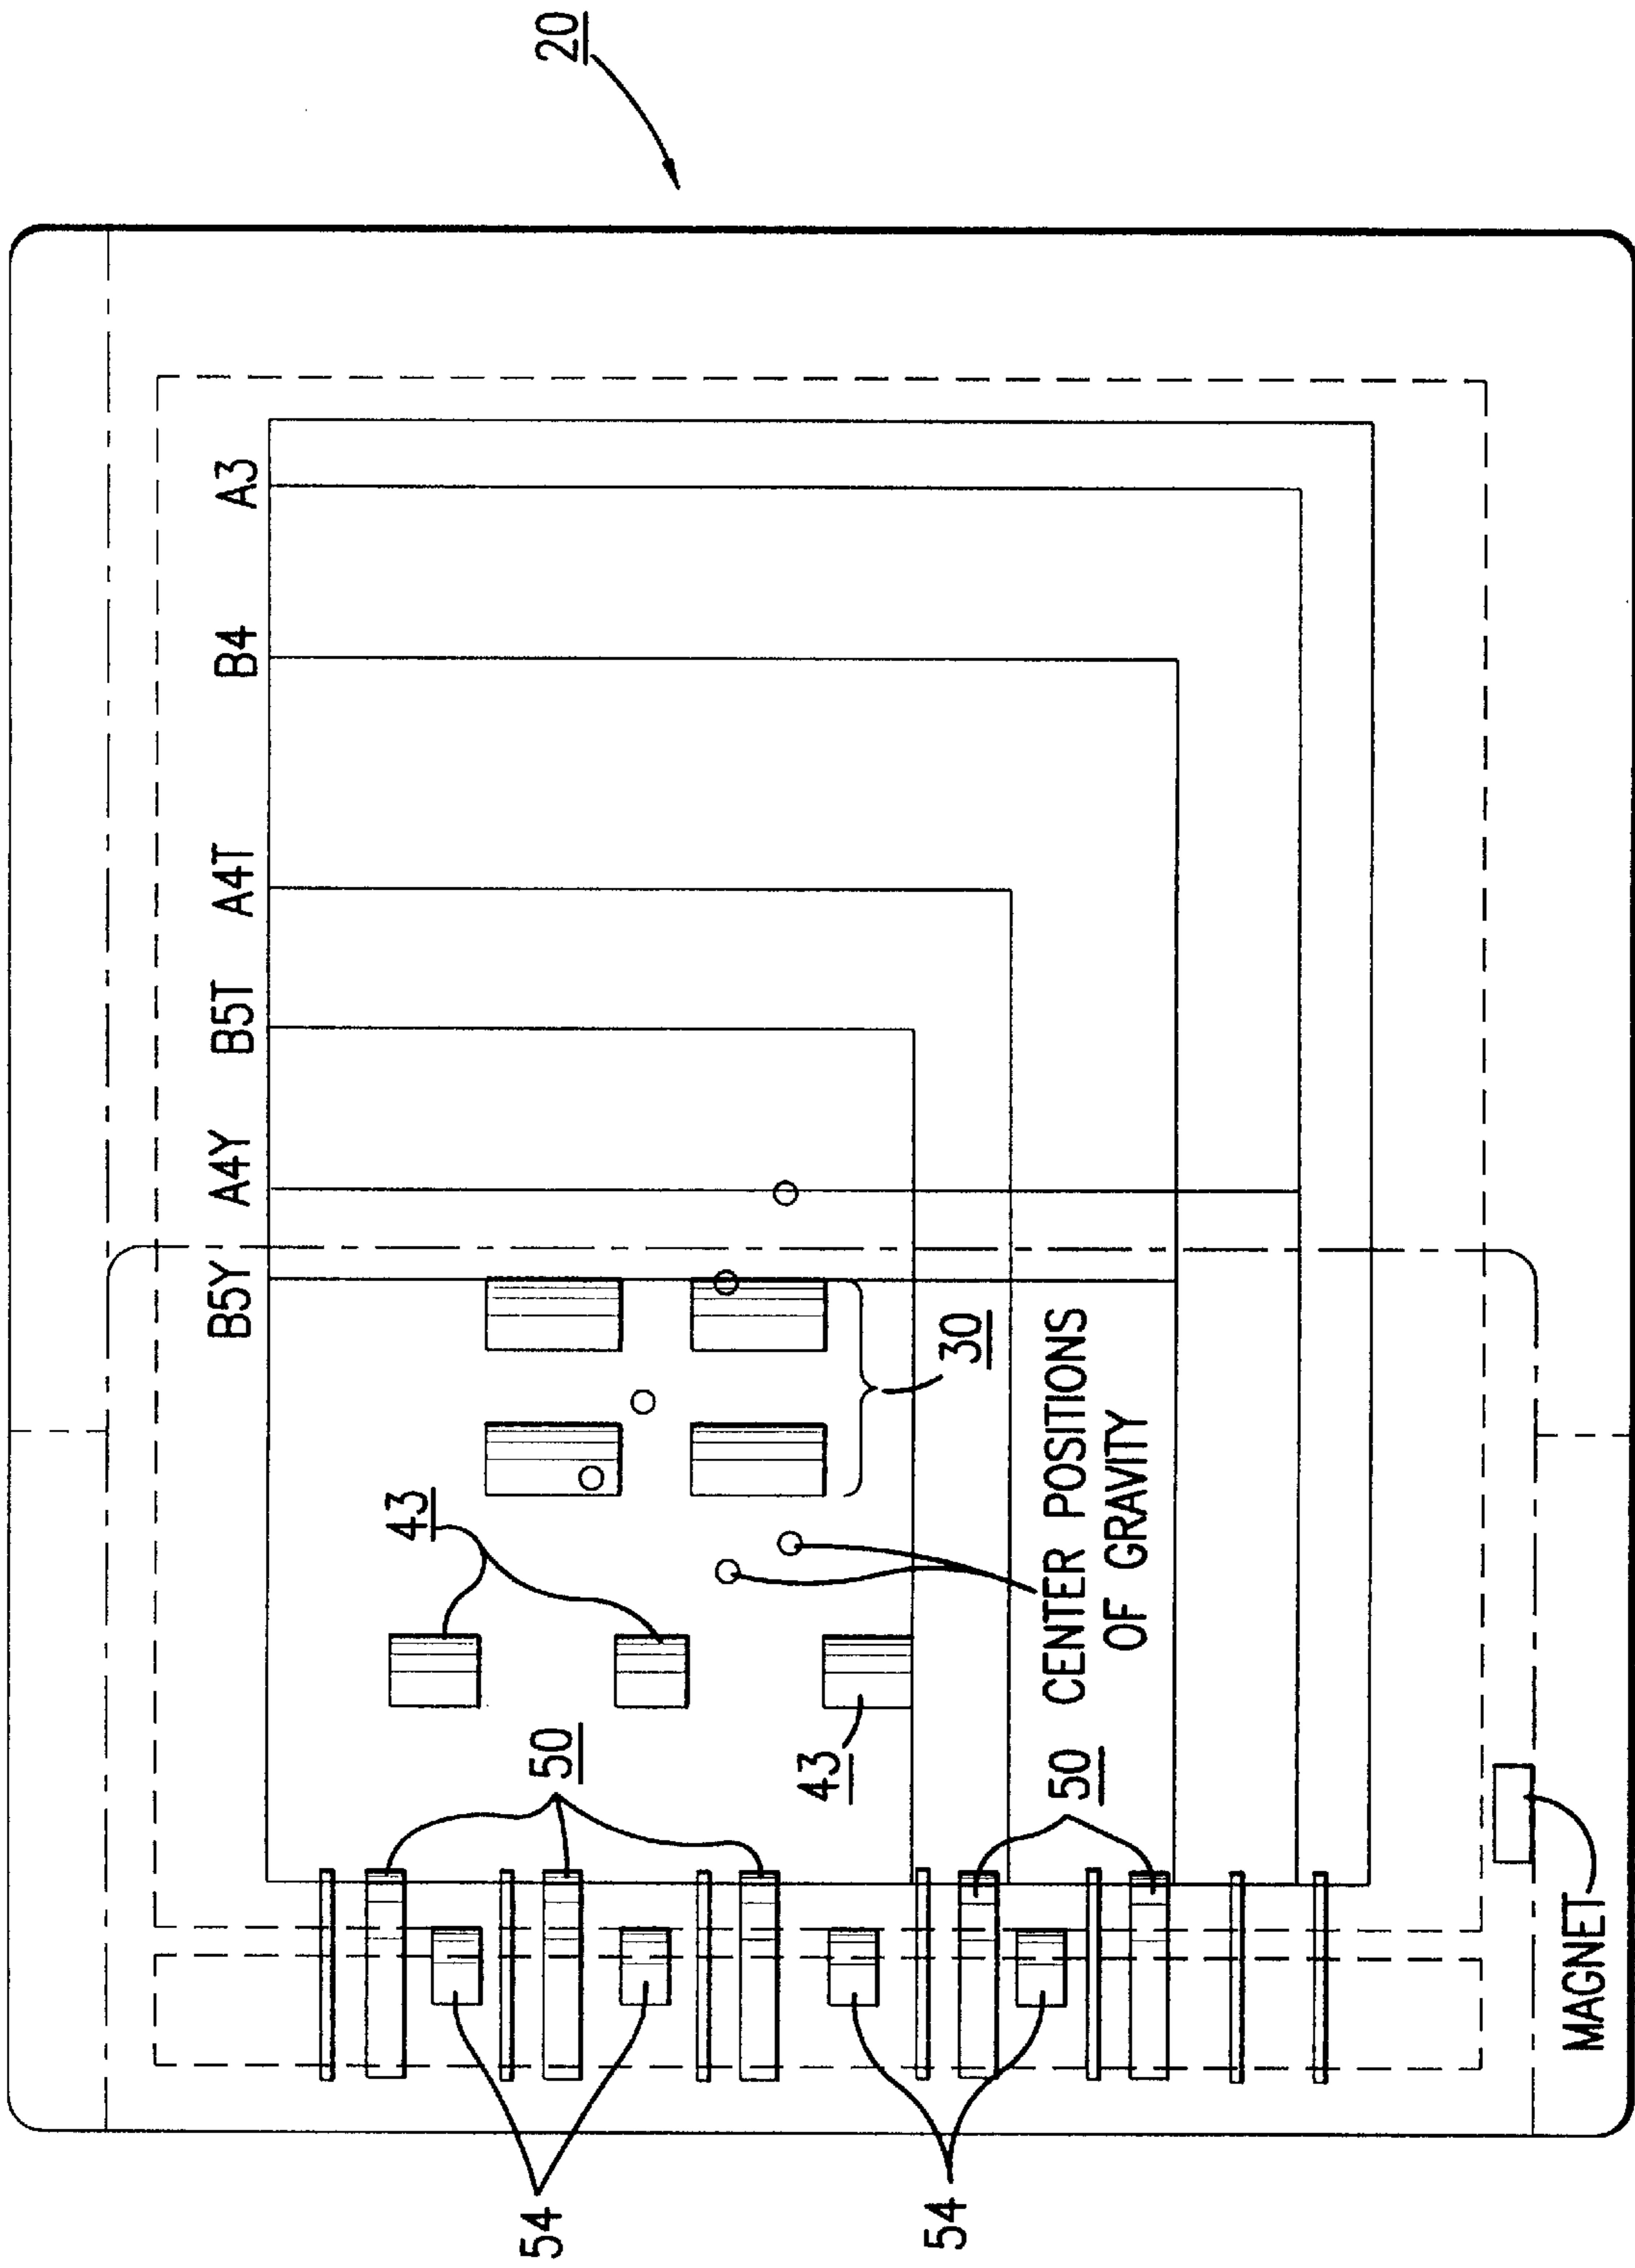 20
A3
B4
A4T
B5T
A4Y
B5Y
30
43
CENTER POSITIONS
OF GRAVITY
50
43
50
54
54
MAGNET